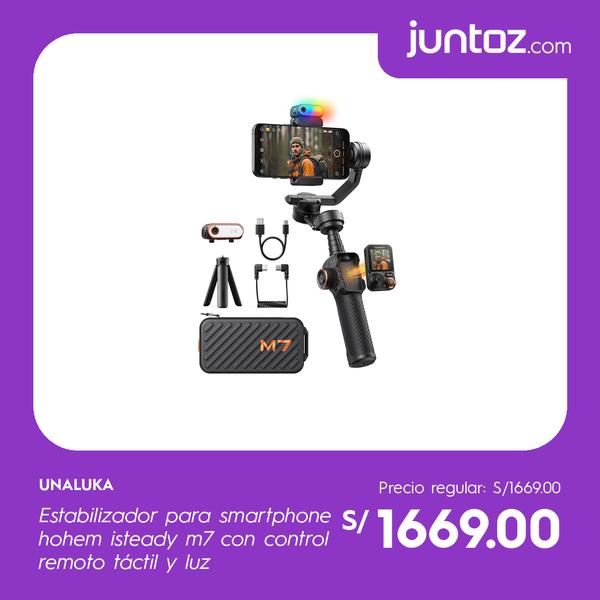 juntoz.com
M7
UNALUKA
Precio regular: S/1669.00
Estabilizador para smartphone
hohem isteady m7 con control
remoto táctil y luz
S/ 1669.00